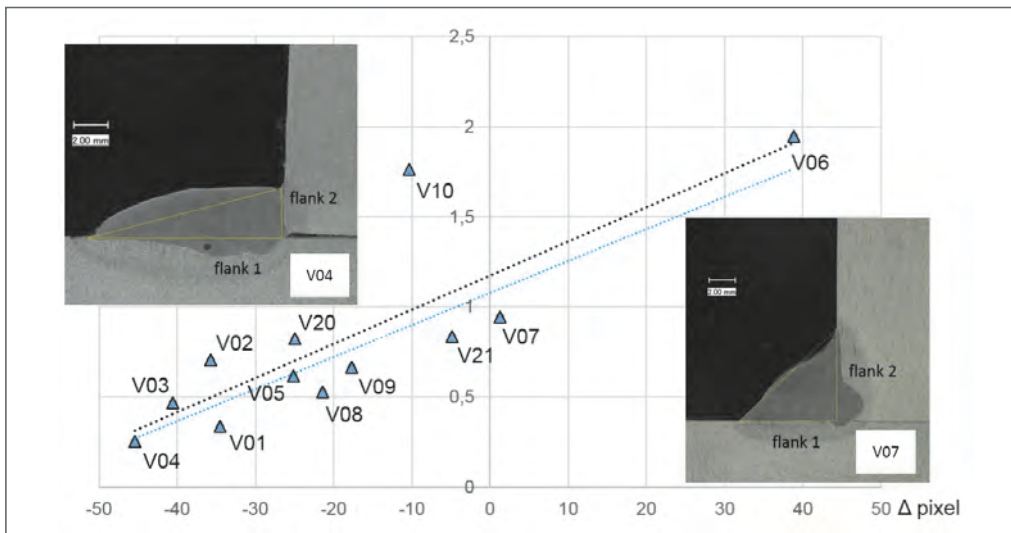 2,5
2
1,5
1
0,5
0
-50 -40 -30 -20 -10 0 10 20 30 40 50 Δ pixel
2.00 mm
flank 2
flank 1
V04
V10
V06
V20
V02
V07
V21
V03
V05
V09
V08
V01
V04
2.00 mm
flank 2
flank 1
V07